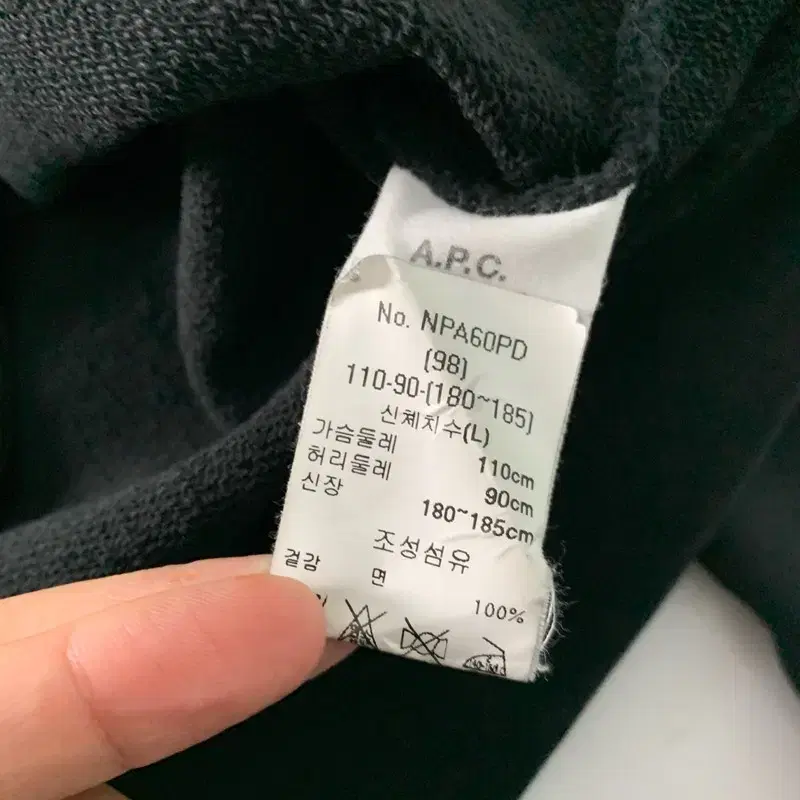 A.P.C.
No. NPA60PD
(98)
110-90-(180~185)
신체치수(L)
가슴둘레 110cm
허리둘레 90cm
신장 180~185cm
조성섬유
겉감 면 100%